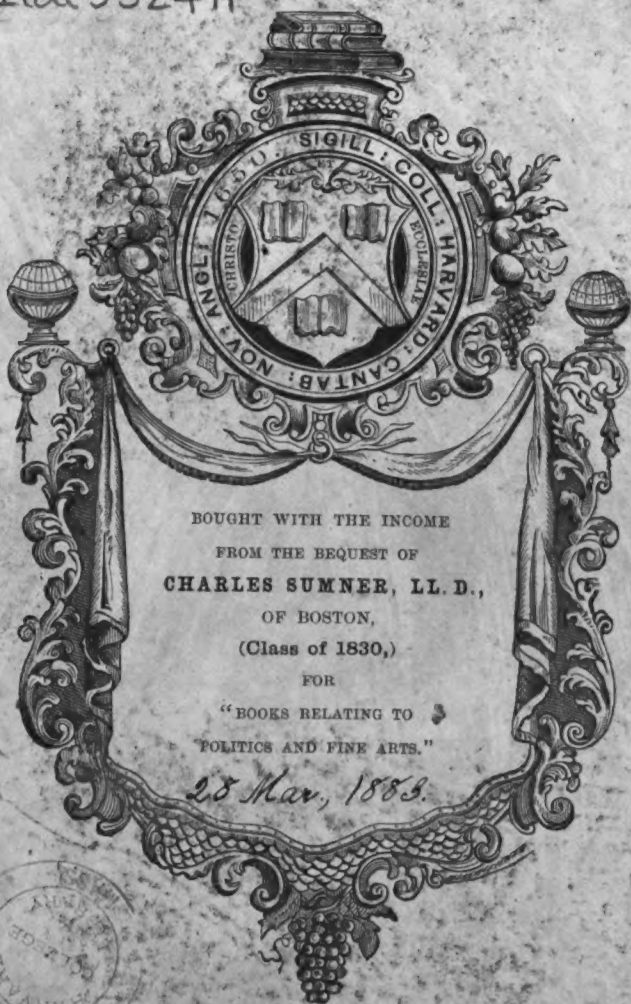 SIGILL: COLL: HARVARD: CANTAB: NOV: ANGL: 1650.
CHRISTO
ET
ECCLESIAE
BOUGHT WITH THE INCOME
FROM THE BEQUEST OF
CHARLES SUMNER, LL. D.,
OF BOSTON,
(Class of 1830,)
FOR
"BOOKS RELATING TO
POLITICS AND FINE ARTS."
28 Mar., 1883.